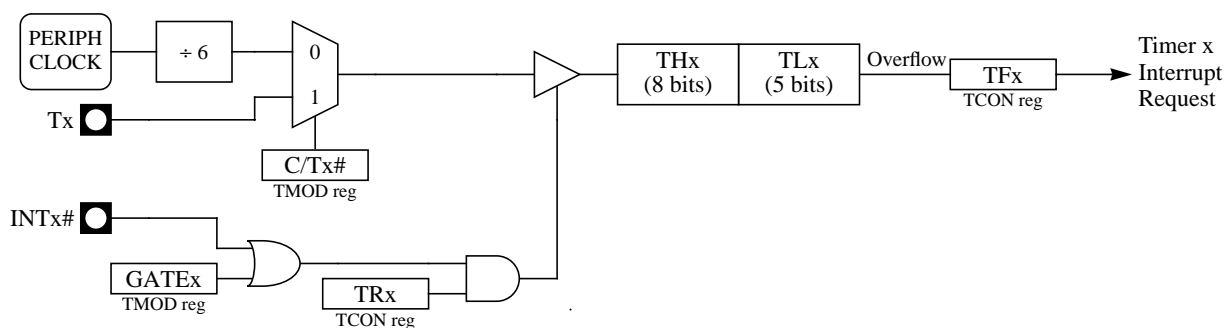 PERIPH
CLOCK
÷ 6
0
1
Tx
C/Tx#
TMOD reg
THx
(8 bits)
TLx
(5 bits)
Overflow
TFx
TCON reg
Timer x
Interrupt
Request
INTx#
GATEx
TMOD reg
TRx
TCON reg